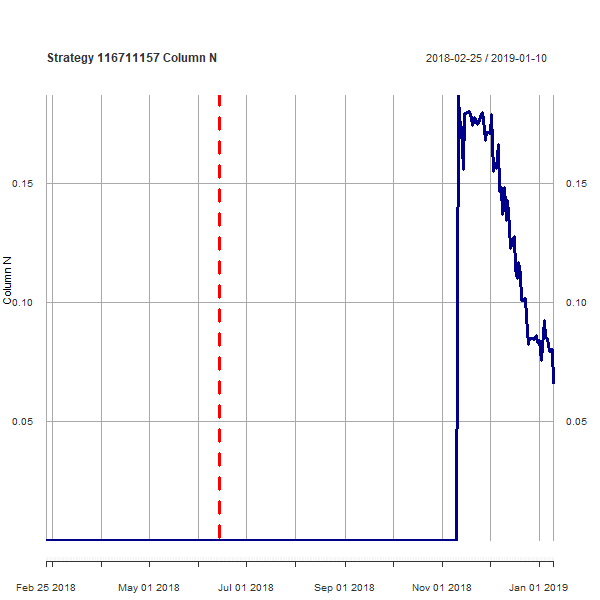 Strategy 116711157 Column N
2018-02-25 / 2019-01-10
0.15
0.15
Column N
0.10
0.10
0.05
0.05
Feb 25 2018
May 01 2018
Jul 01 2018
Sep 01 2018
Nov 01 2018
Jan 01 2019